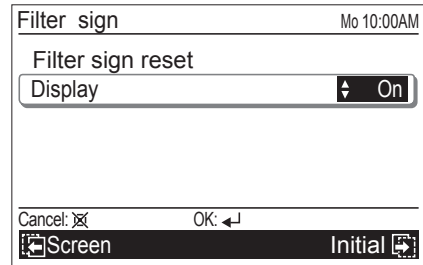 Filter sign Mo 10:00AM
Filter sign reset
Display On
Cancel: OK:
Screen Initial